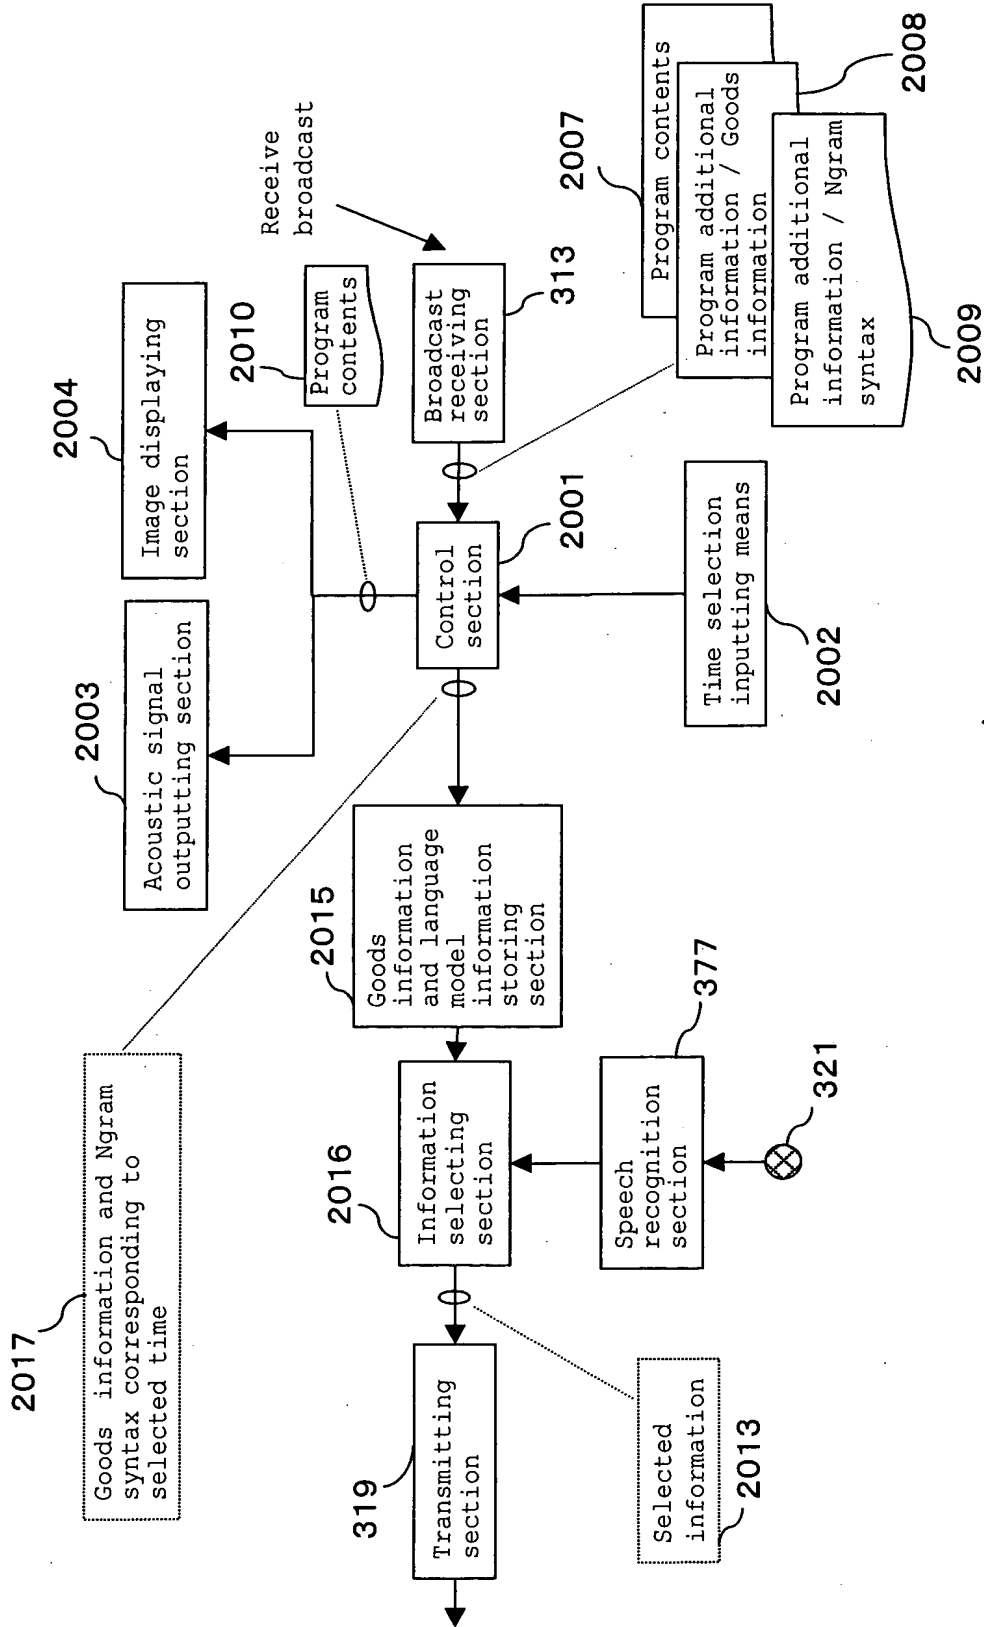 2017
Goods information and Ngram
syntax corresponding to
selected time
2003
Acoustic signal
outputting section
2004
Image displaying
section
2010
Program
contents
Receive
broadcast
319
Transmitting
section
2016
Information
selecting
section
2015
Goods
information
and language
model
information
storing
section
Control
section
2001
Broadcast
receiving
section
313
2007
Program contents
Program additional
information / Goods
information
2008
Program additional
information / Ngram
syntax
2009
Selected
information
2013
Speech
recognition
section
377
321
Time selection
inputting means
2002